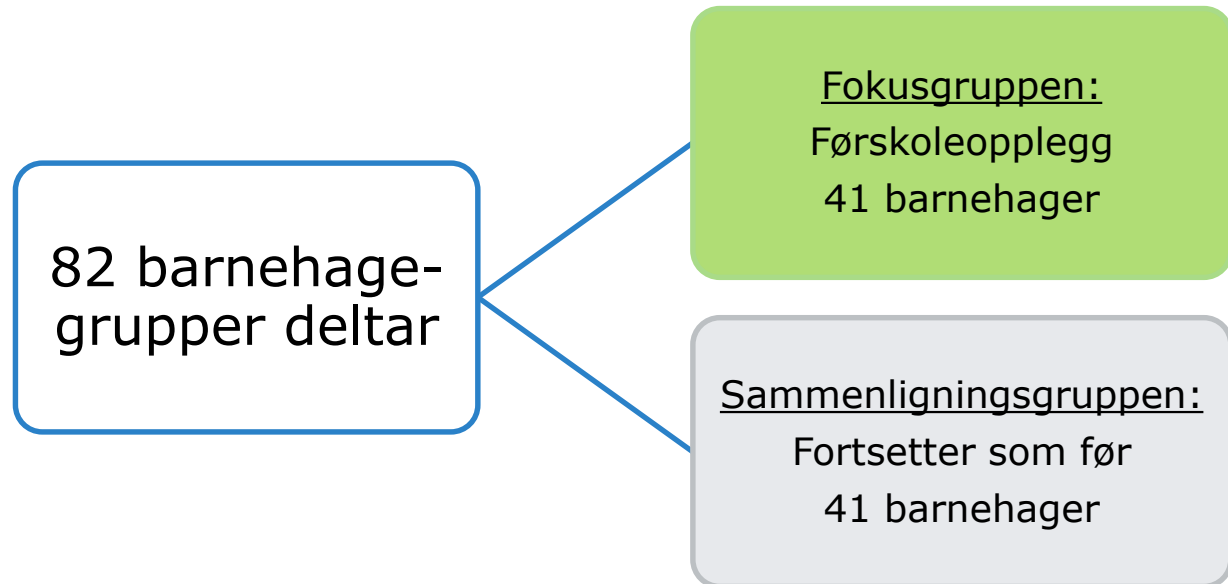 82 barnehage-
grupper deltar
Fokusgruppen:
Førskoleopplegg
41 barnehager
Sammenligningsgruppen:
Fortsetter som før
41 barnehager